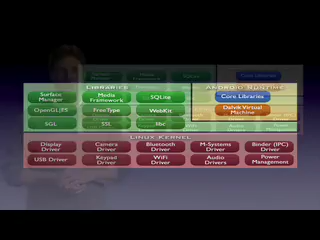 LIBRARIES
ANDROID RUNTIME
Surface Manager
Media Framework
SQLite
Core Libraries
OpenGL|ES
FreeType
WebKit
Dalvik Virtual Machine
SGL
SSL
libc
LINUX KERNEL
Display Driver
Camera Driver
Bluetooth Driver
M-Systems Driver
Binder (IPC) Driver
USB Driver
Keypad Driver
WiFi Driver
Audio Drivers
Power Management